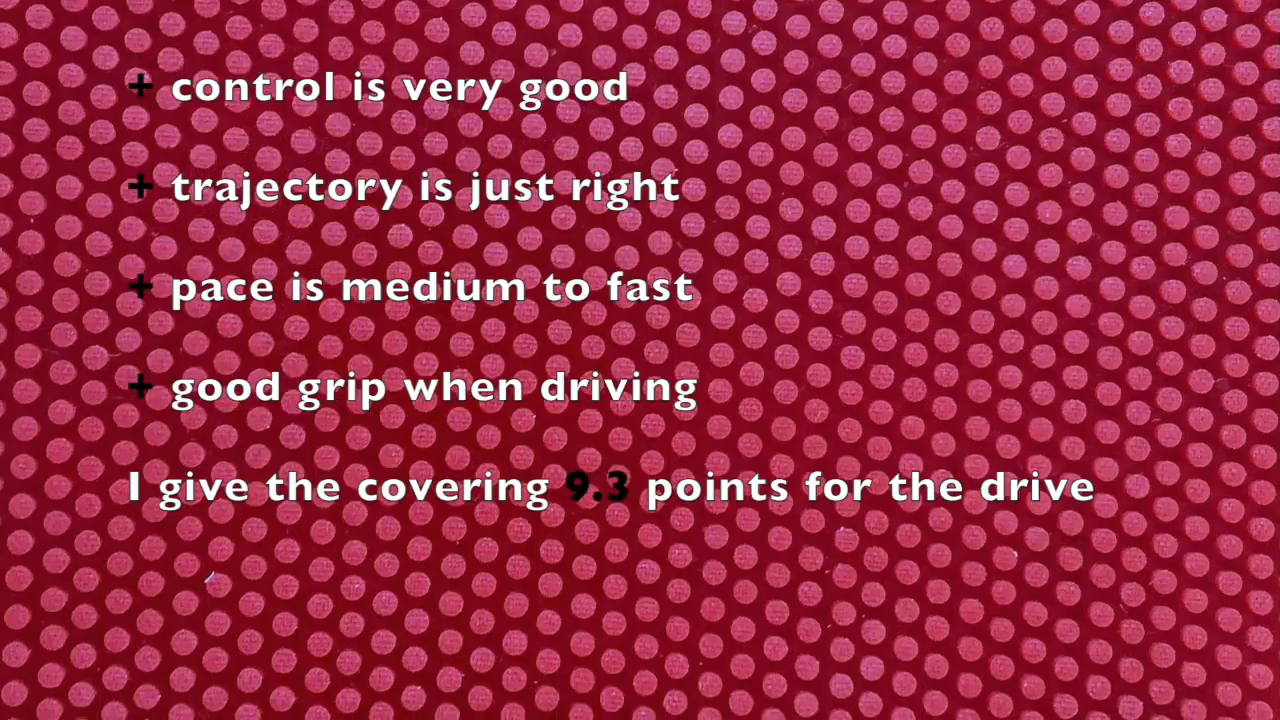 + control is very good
+ trajectory is just right
+ pace is medium to fast
+ good grip when driving
I give the covering 9.3 points for the drive